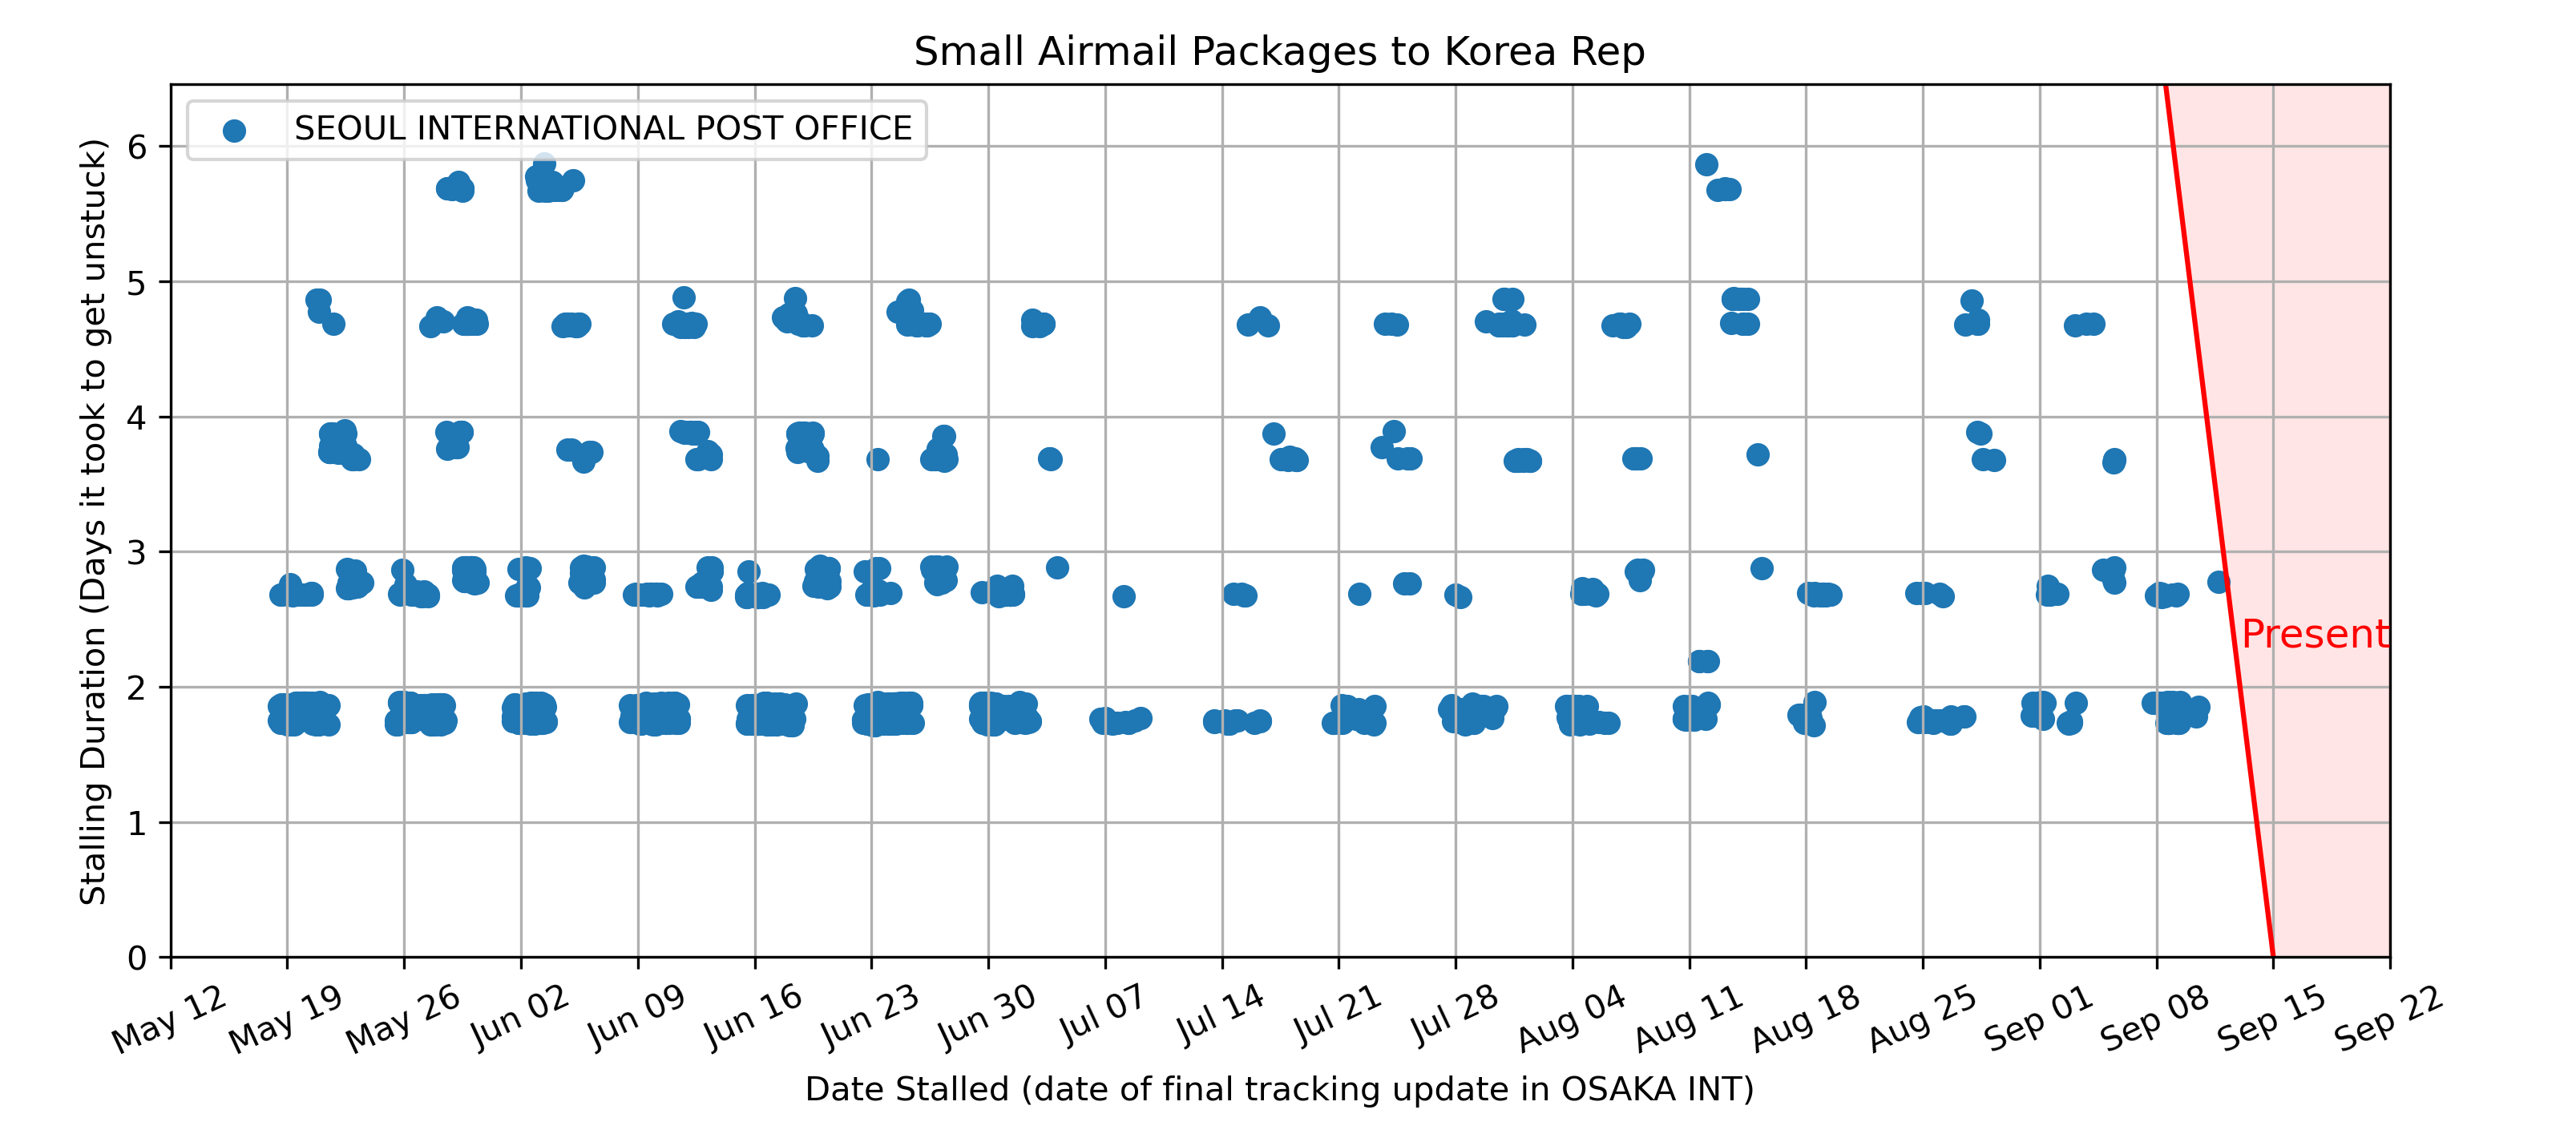 Small Airmail Packages to Korea Rep
SEOUL INTERNATIONAL POST OFFICE
Stalling Duration (Days it took to get unstuck)
6
5
4
3
2
1
0
Present
May 12
May 19
May 26
Jun 02
Jun 09
Jun 16
Jun 23
Jun 30
Jul 07
Jul 14
Jul 21
Jul 28
Aug 04
Aug 11
Aug 18
Aug 25
Sep 01
Sep 08
Sep 15
Sep 22
Date Stalled (date of final tracking update in OSAKA INT)